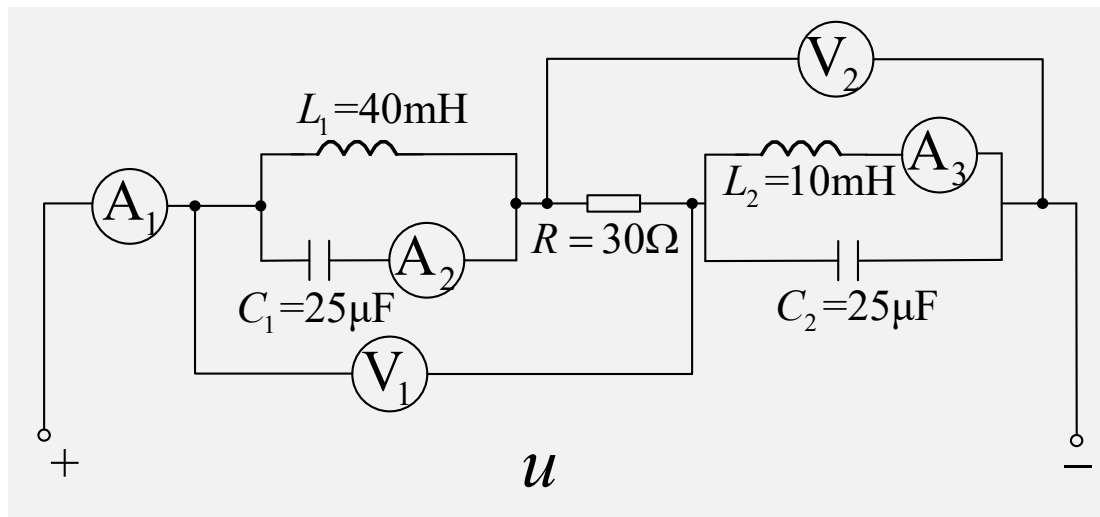 V₂
L₁=40mH
A₁
A₃
L₂=10mH
R = 30Ω
A₂
C₁=25μF
C₂=25μF
V₁
+
u
−